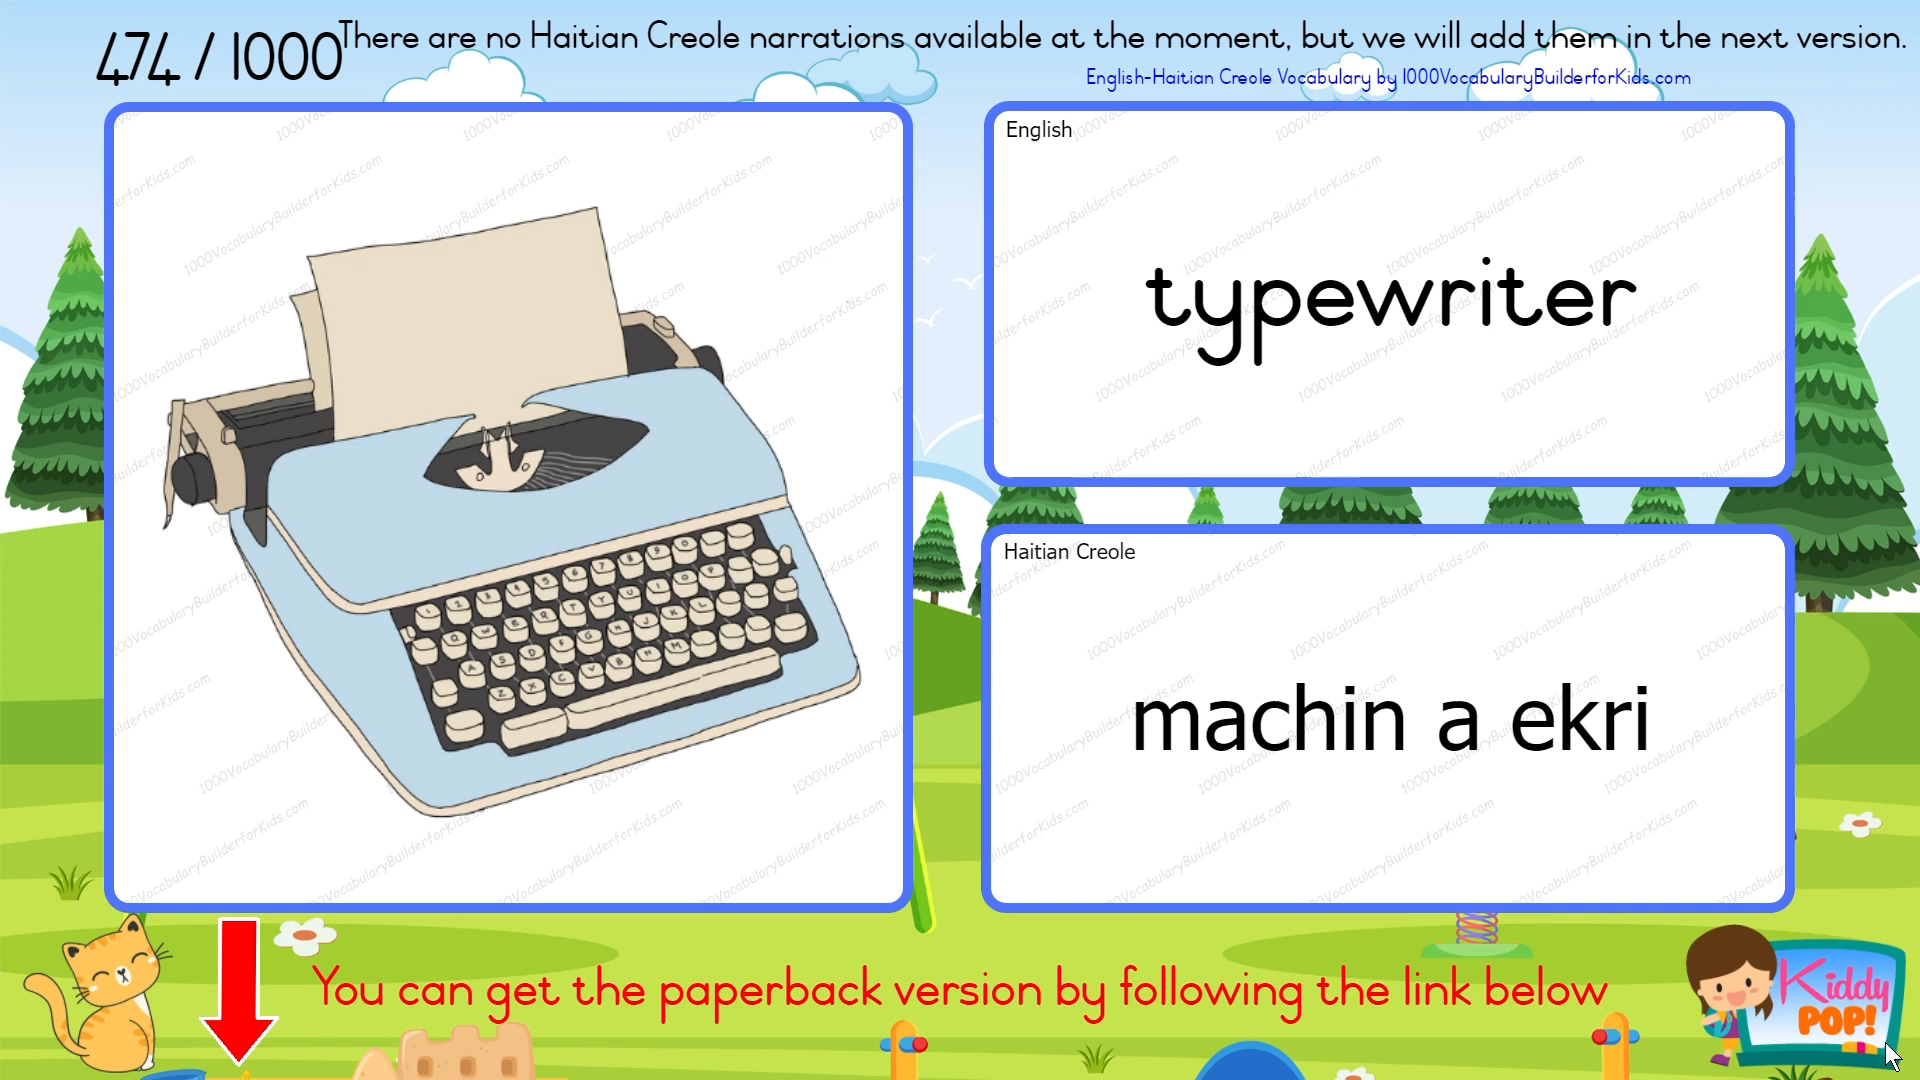 474 / 1000
There are no Haitian Creole narrations available at the moment, but we will add them in the next version.
English-Haitian Creole Vocabulary by 1000VocabularyBuilderforKids.com
English
typewriter
Haitian Creole
machin a ekri
You can get the paperback version by following the link below
Kiddy
POP!
1000VocabularyBuilderforKids.com